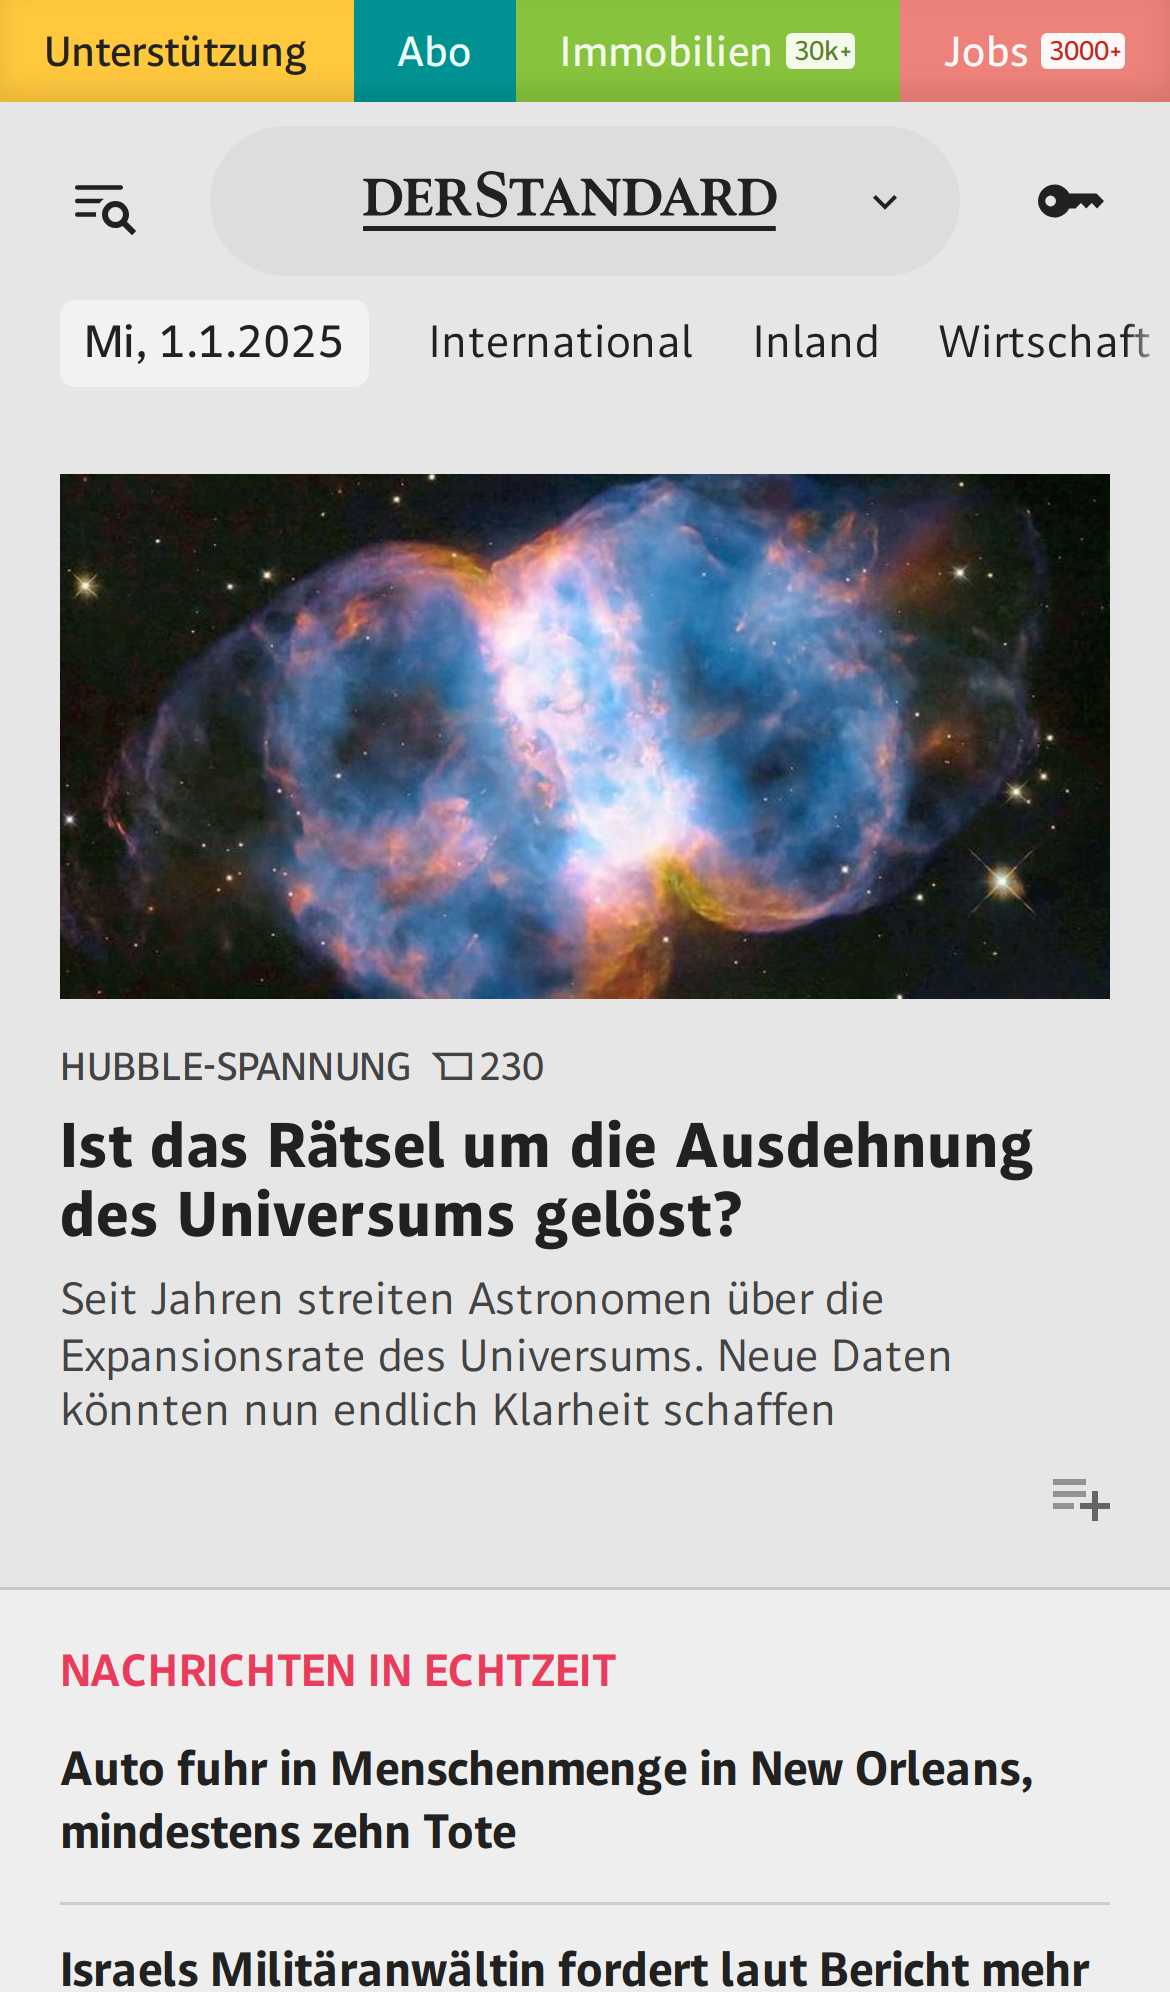 Unterstützung Abo Immobilien 30k+ Jobs 3000+
DERSTANDARD
Mi, 1.1.2025 International Inland Wirtschaft
HUBBLE-SPANNUNG 230
Ist das Rätsel um die Ausdehnung
des Universums gelöst?
Seit Jahren streiten Astronomen über die
Expansionsrate des Universums. Neue Daten
könnten nun endlich Klarheit schaffen
NACHRICHTEN IN ECHTZEIT
Auto fuhr in Menschenmenge in New Orleans,
mindestens zehn Tote
Israels Militäranwältin fordert laut Bericht mehr